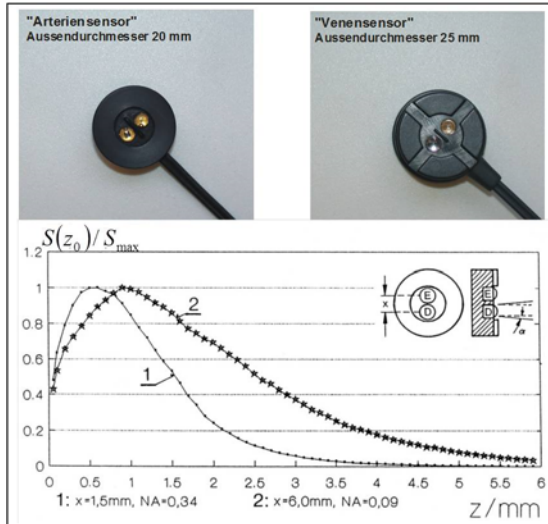 "Arteriensensor"
Aussendurchmesser 20 mm
"Venensensor"
Aussendurchmesser 25 mm
S(z₀)/Sₘₐₓ
1.2
1
0.8
0.6
0.4
0.2
0
2
1
E
D
x
E
D
α
0 0.5 1 1.5 2 2.5 3 3.5 4 4.5 5 5.5 6
1: x=1,5mm, NA=0,34 2: x=6,0mm, NA=0,09 z/mm